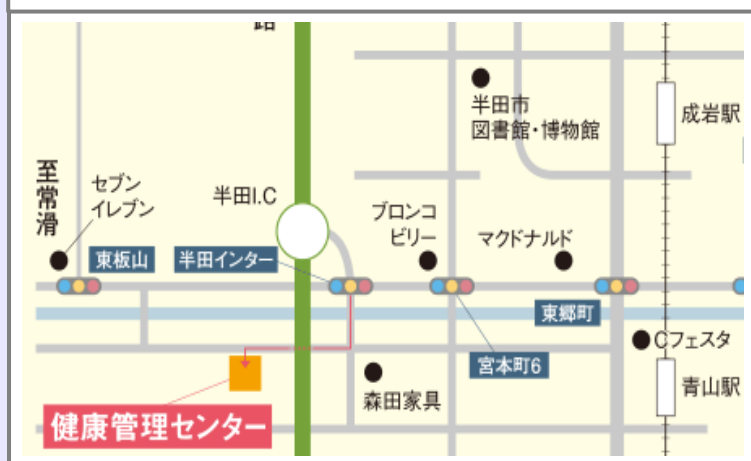 路
半田市
図書館・博物館
成岩駅
至常滑
セブン
イレブン
半田I.C
ブロンコ
ビリー
マクドナルド
東板山
半田インター
東郷町
宮本町6
Cフェスタ
森田家具
青山駅
健康管理センター